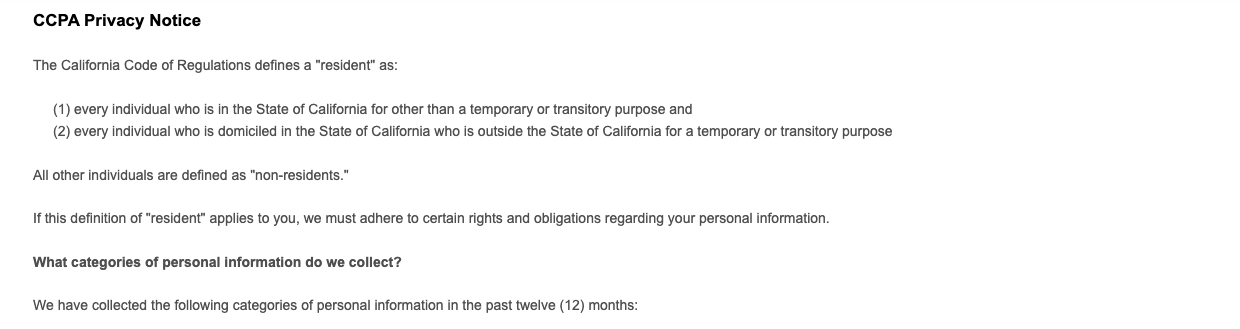 CCPA Privacy Notice
The California Code of Regulations defines a "resident" as:
(1) every individual who is in the State of California for other than a temporary or transitory purpose and
(2) every individual who is domiciled in the State of California who is outside the State of California for a temporary or transitory purpose
All other individuals are defined as "non-residents."
If this definition of "resident" applies to you, we must adhere to certain rights and obligations regarding your personal information.
What categories of personal information do we collect?
We have collected the following categories of personal information in the past twelve (12) months: